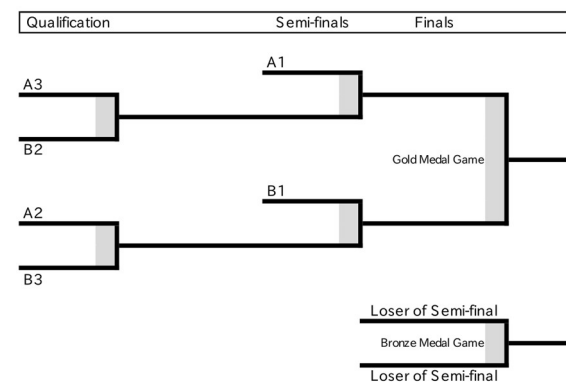 Qualification Semi-finals Finals
A1
A3
B2
Gold Medal Game
B1
A2
B3
Loser of Semi-final
Bronze Medal Game
Loser of Semi-final